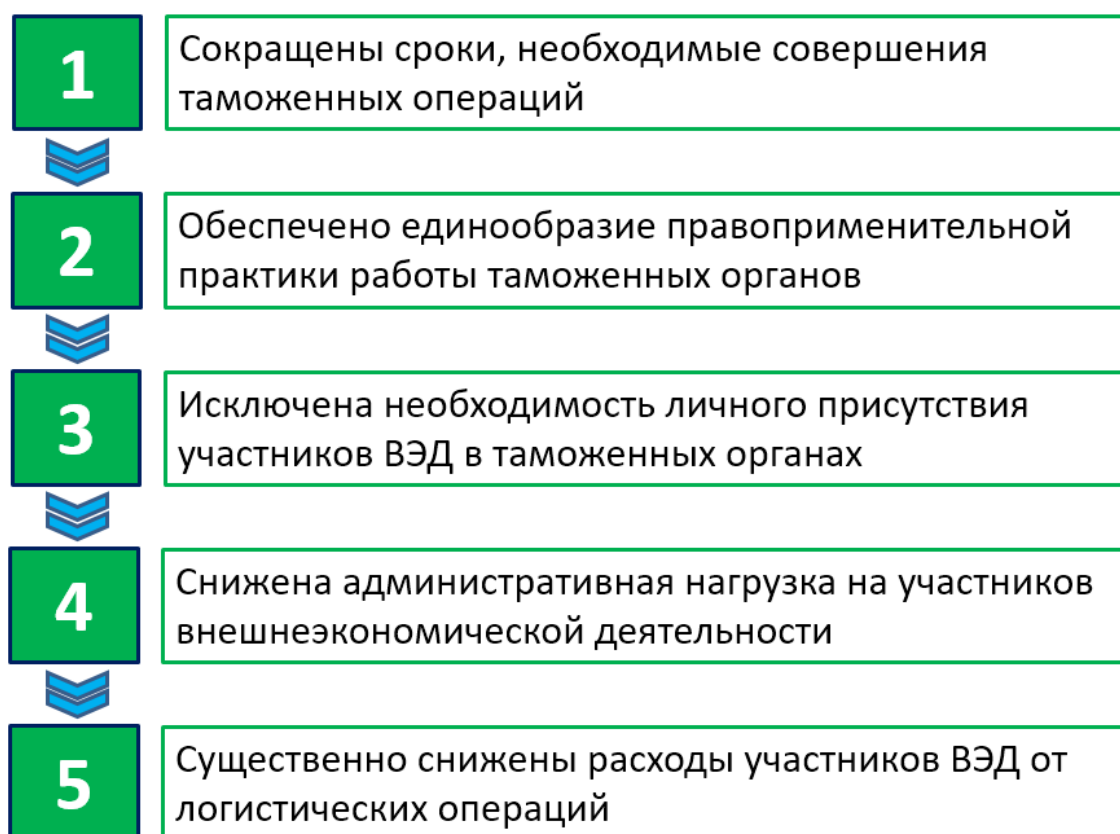 1
Сокращены сроки, необходимые совершения
таможенных операций
2
Обеспечено единообразие правоприменительной
практики работы таможенных органов
3
Исключена необходимость личного присутствия
участников ВЭД в таможенных органах
4
Снижена административная нагрузка на участников
внешнеэкономической деятельности
5
Существенно снижены расходы участников ВЭД от
логистических операций